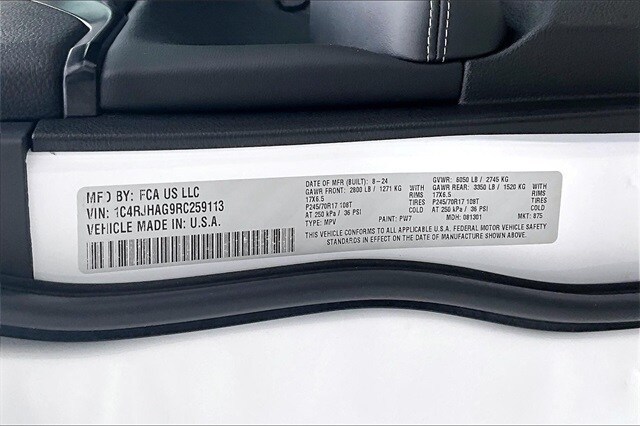 MFD BY: FCA US LLC
VIN: 1C4RJHAG9RC259113
VEHICLE MADE IN: U.S.A.
DATE OF MFR (BUILT): 8-24
GAWR FRONT: 2800 LB / 1271 KG WITH
17X6.5 RIMS
P245/70R17 108T TIRES
AT 250 kPa / 36 PSI COLD
TYPE: MPV PAINT: PW7
GVWR: 6050 LB / 2745 KG
GAWR REAR: 3350 LB / 1520 KG WITH
17X6.5 RIMS
P245/70R17 108T TIRES
AT 250 kPa / 36 PSI COLD
MDH: 081301 MKT: 875
THIS VEHICLE CONFORMS TO ALL APPLICABLE U.S.A. FEDERAL MOTOR VEHICLE SAFETY
STANDARDS IN EFFECT ON THE DATE OF MANUFACTURE SHOWN ABOVE.